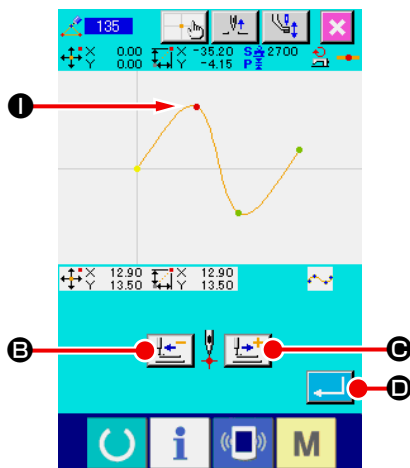 135
X 0.00 X -35.20 S 2700
Y 0.00 Y -4.15 P
I
X 12.90 X 12.90
Y 13.50 Y 13.50
B
C
D
i M